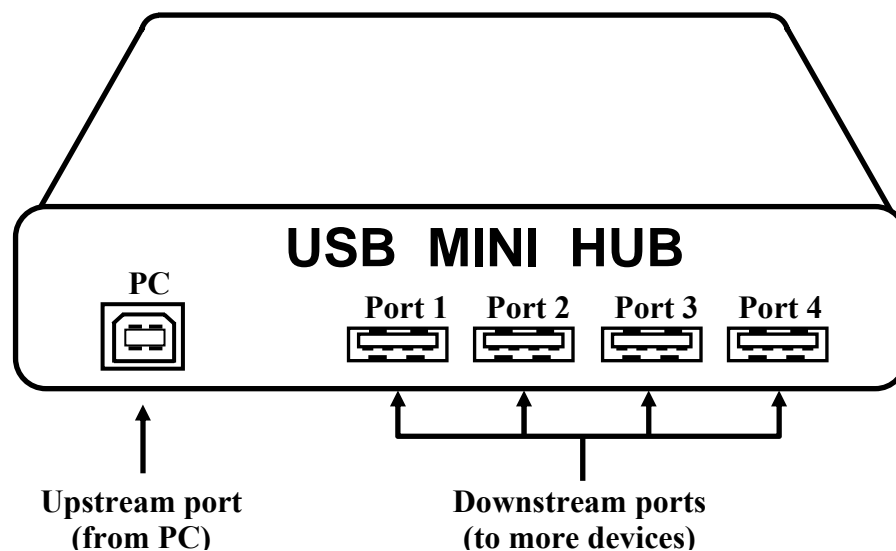 USB MINI HUB
PC
Port 1 Port 2 Port 3 Port 4
Upstream port
(from PC)
Downstream ports
(to more devices)